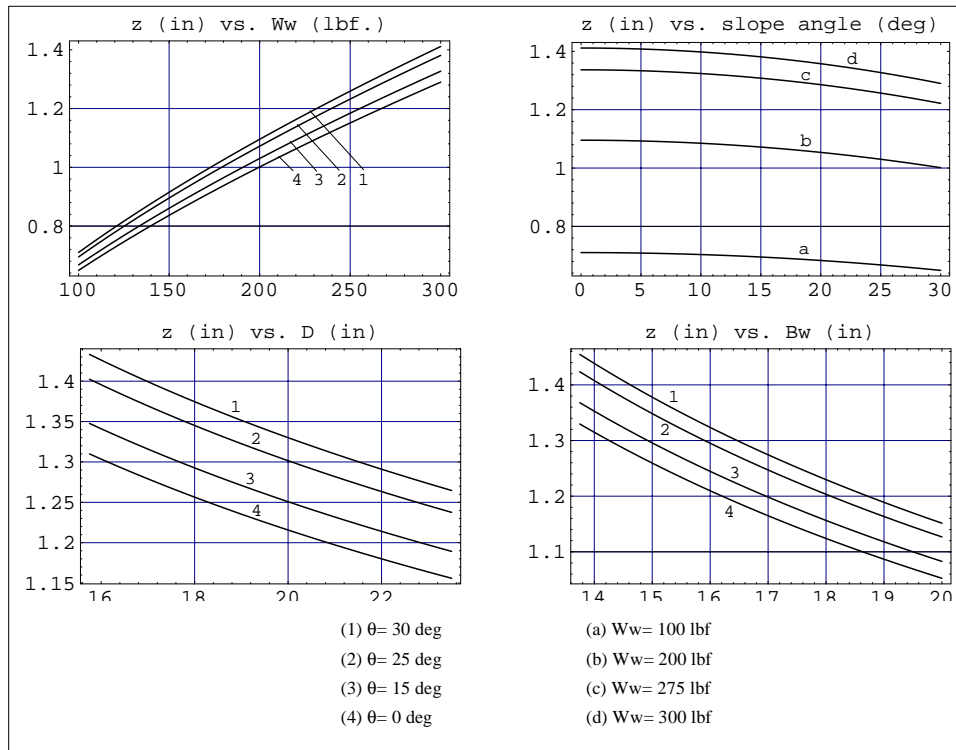 z (in) vs. Ww (lbf.)
1.4
1.2
1
0.8
4 3 2 1
100 150 200 250 300
z (in) vs. slope angle (deg)
1.4
1.2
1
0.8
d
c
b
a
0 5 10 15 20 25 30
z (in) vs. D (in)
1.4
1.35
1.3
1.25
1.2
1.15
1
2
3
4
16 18 20 22
z (in) vs. Bw (in)
1.4
1.3
1.2
1.1
1
2
3
4
14 15 16 17 18 19 20
(1) θ= 30 deg
(2) θ= 25 deg
(3) θ= 15 deg
(4) θ= 0 deg
(a) Ww= 100 lbf
(b) Ww= 200 lbf
(c) Ww= 275 lbf
(d) Ww= 300 lbf